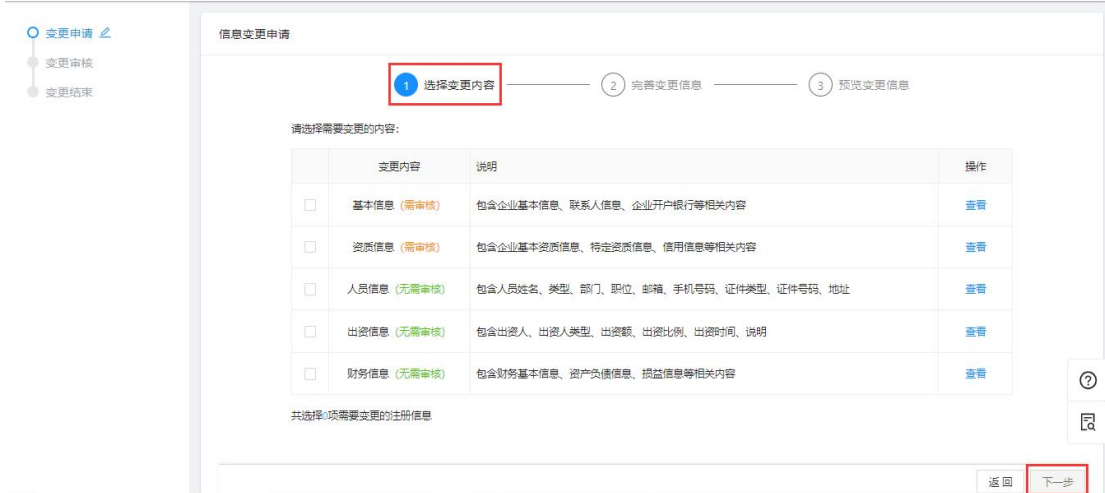 变更申请
变更审核
变更结束
信息变更申请
1 选择变更内容
2 完善变更信息
3 预览变更信息
请选择需要变更的内容：
变更内容 说明 操作
基本信息（需审核） 包含企业基本信息、联系人信息、企业开户银行等相关内容 查看
资质信息（需审核） 包含企业基本资质信息、特定资质信息、信用信息等相关内容 查看
人员信息（无需审核） 包含人员姓名、类型、部门、职位、邮箱、手机号码、证件类型、证件号码、地址 查看
出资信息（无需审核） 包含出资人、出资人类型、出资额、出资比例、出资时间、说明 查看
财务信息（无需审核） 包含财务基本信息、资产负债信息、损益信息等相关内容 查看
共选择0项需要变更的注册信息
返回 下一步